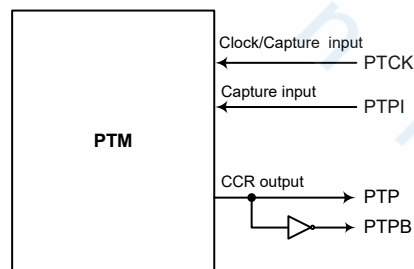 Clock/Capture input
PTCK
Capture input
PTPI
PTM
CCR output
PTP
PTPB